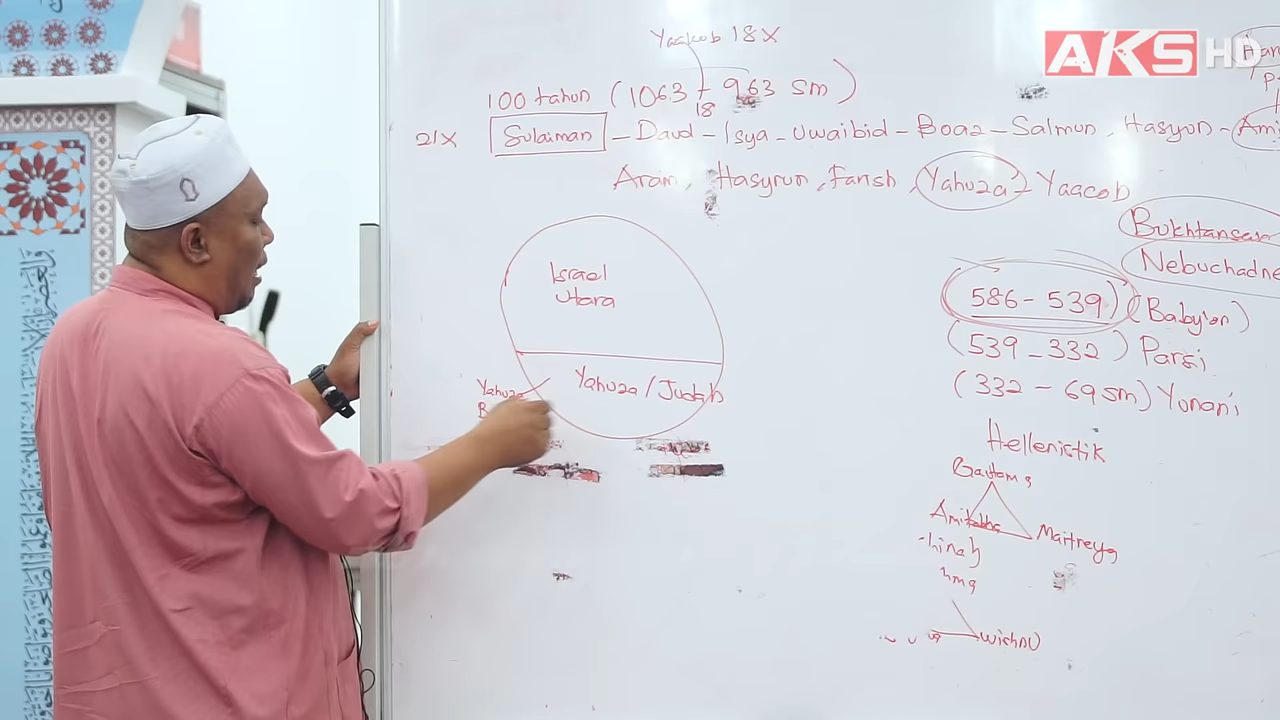 AKS HD
Yaakob 18X
100 tahun (1063 - 963 sm)
18
21X Sulaiman - Daud - Isya - Uwaibid - Boaz - Salmun, Hasyun - Ami
Aram, Hasyrun, Farish, Yahuza - Yaacob
Bukhtansar
Nebuchadne
Israel
Utara
586 - 539) (Babylon)
(539 - 332) Parsi
(332 - 69 sm) Yunani
Yahuza
Yahuza / Judah
Hellenistik
Gautama
Amitabha
Maitreya
Wishnu